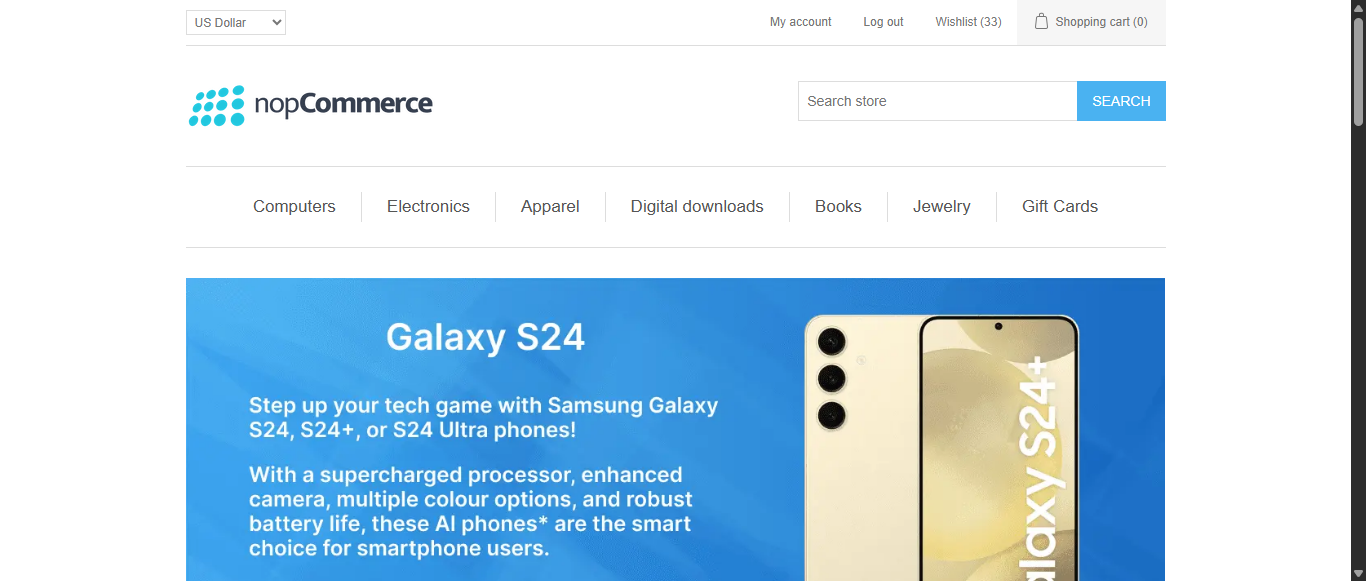 US Dollar
My account
Log out
Wishlist (33)
Shopping cart (0)
nopCommerce
Search store
SEARCH
Computers
Electronics
Apparel
Digital downloads
Books
Jewelry
Gift Cards
Galaxy S24
Step up your tech game with Samsung Galaxy
S24, S24+, or S24 Ultra phones!
With a supercharged processor, enhanced
camera, multiple colour options, and robust
battery life, these AI phones* are the smart
choice for smartphone users.
alaxy S24+